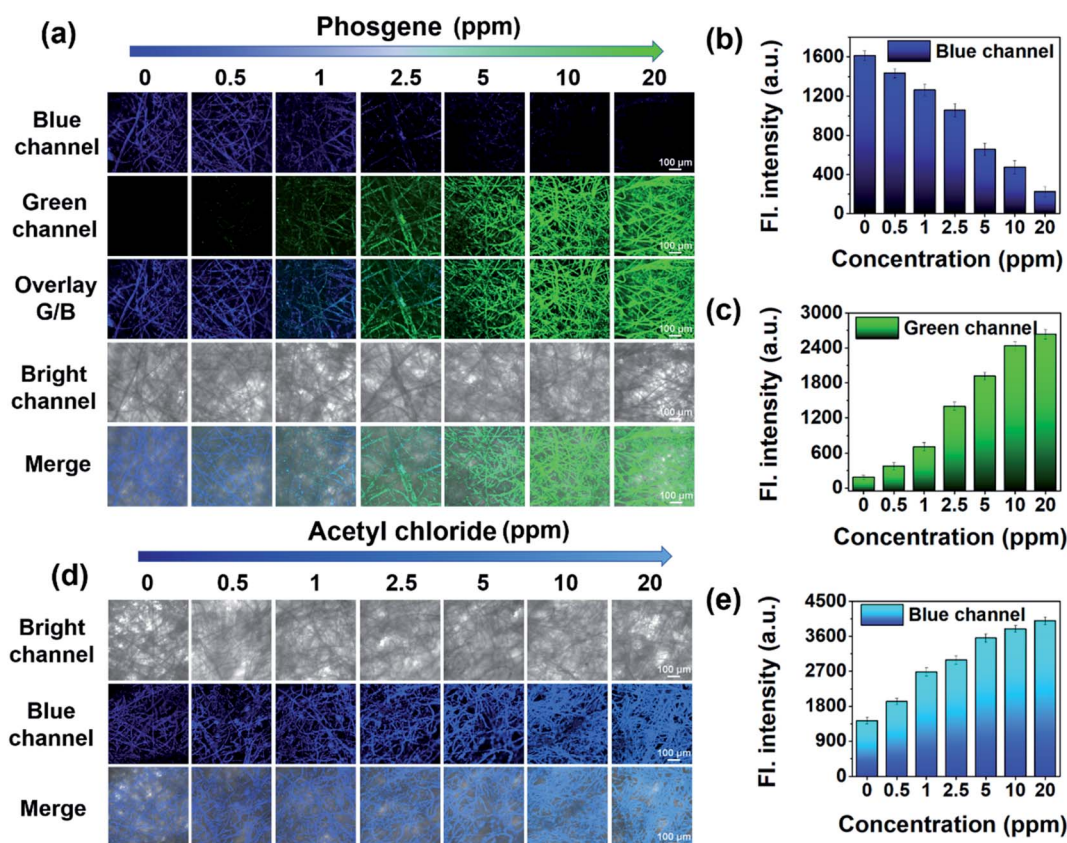 (a)
Phosgene (ppm)
0 0.5 1 2.5 5 10 20
Blue
channel
100 µm
Green
channel
100 µm
Overlay
G/B
100 µm
Bright
channel
100 µm
Merge
(b)
Blue channel
Fl. intensity (a.u.)
1600
1200
800
400
0
0 0.5 1 2.5 5 10 20
Concentration (ppm)
(c)
Green channel
Fl. intensity (a.u.)
3000
2400
1800
1200
600
0
0 0.5 1 2.5 5 10 20
Concentration (ppm)
Acetyl chloride (ppm)
(d)
0 0.5 1 2.5 5 10 20
Bright
channel
100 µm
Blue
channel
100 µm
Merge
100 µm
(e)
Blue channel
Fl. intensity (a.u.)
4500
3600
2700
1800
900
0
0 0.5 1 2.5 5 10 20
Concentration (ppm)